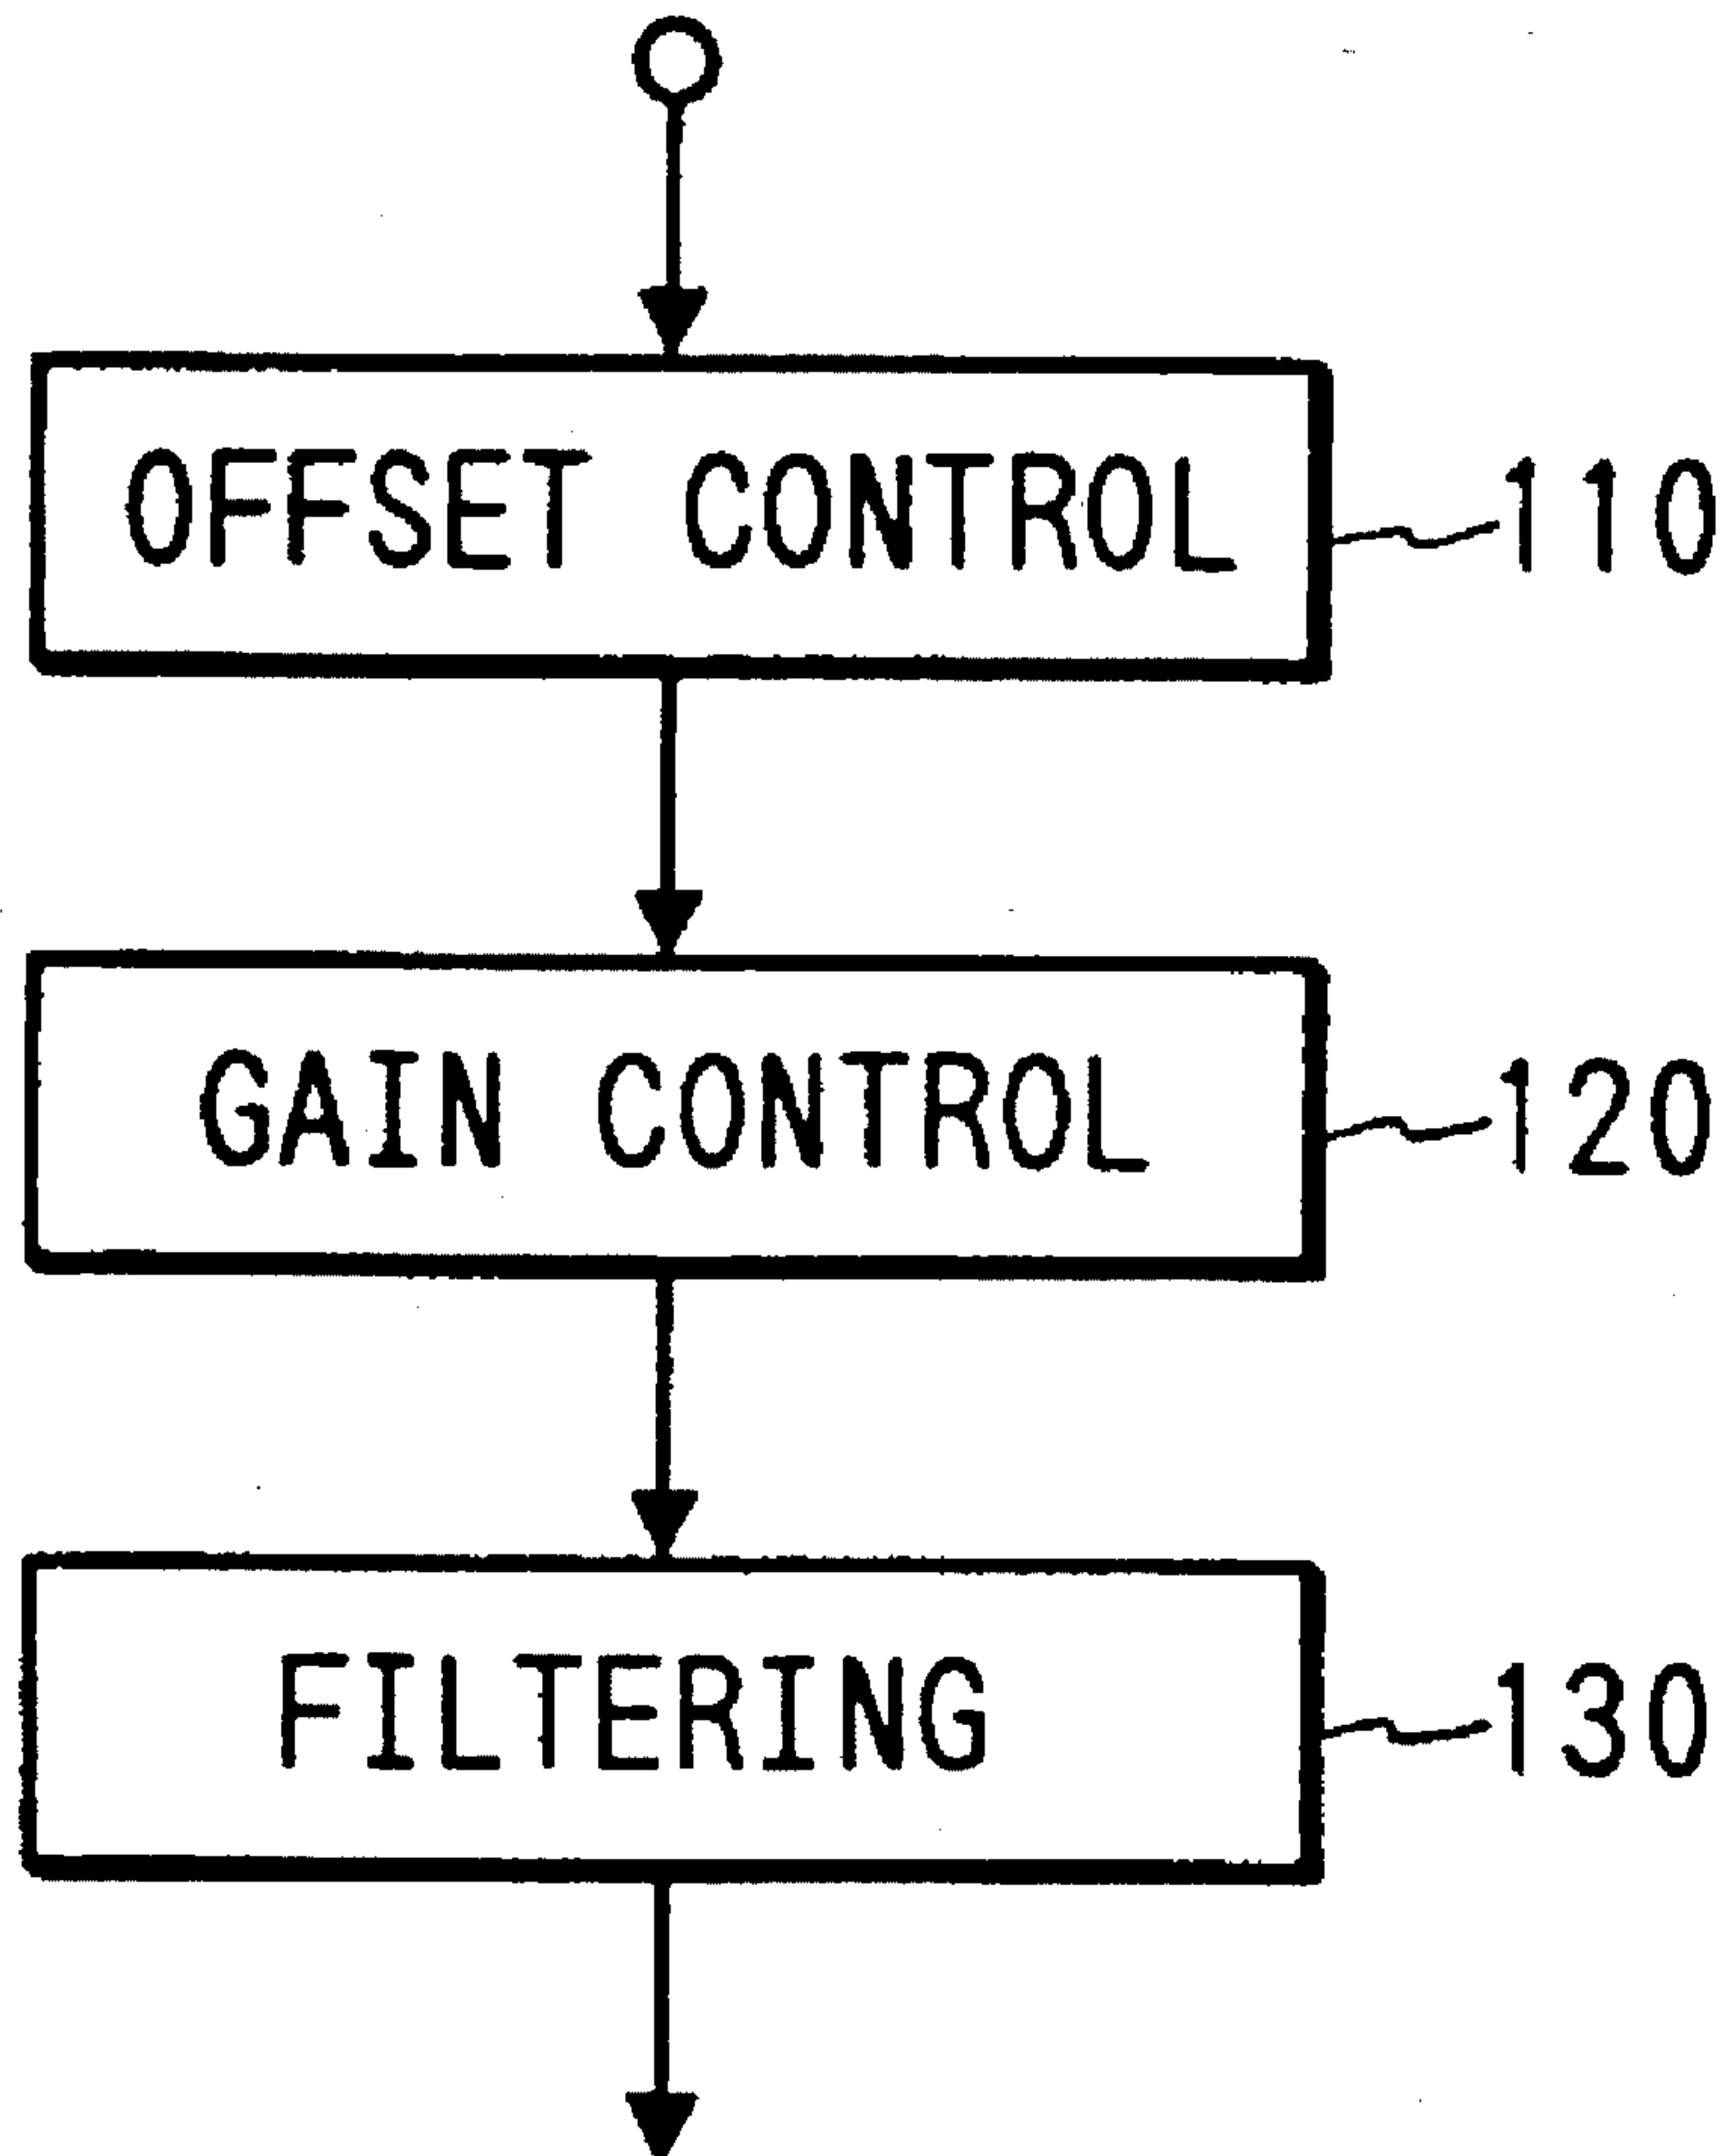 OFFSET CONTROL
110
GAIN CONTROL
120
FILTERING
130